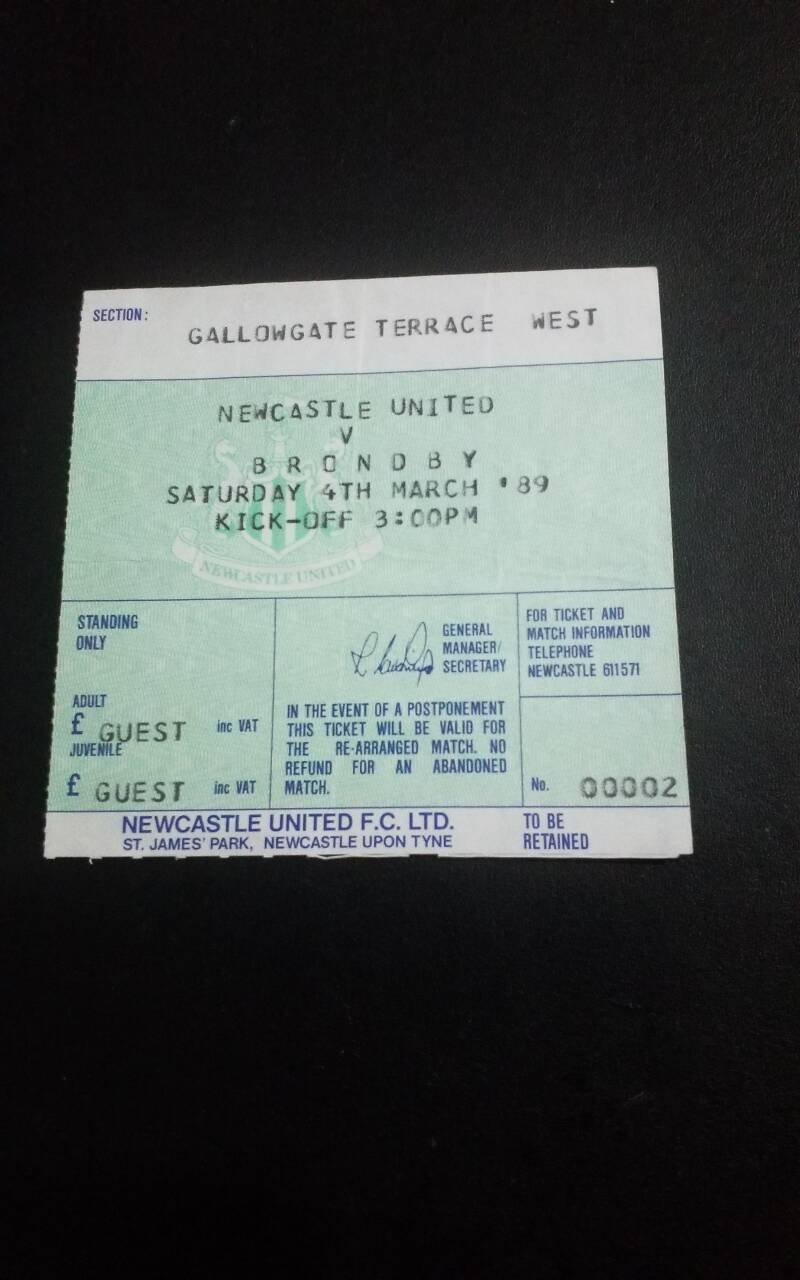 SECTION:
GALLOWGATE TERRACE WEST
NEWCASTLE UNITED
V
BRONDBY
SATURDAY 4TH MARCH '89
KICK-OFF 3:00PM
NEWCASTLE UNITED
STANDING
ONLY
ADULT
£ GUEST inc VAT
JUVENILE
£ GUEST inc VAT
GENERAL
MANAGER/
SECRETARY
IN THE EVENT OF A POSTPONEMENT
THIS TICKET WILL BE VALID FOR
THE RE-ARRANGED MATCH. NO
REFUND FOR AN ABANDONED
MATCH.
FOR TICKET AND
MATCH INFORMATION
TELEPHONE
NEWCASTLE 611571
No. 00002
NEWCASTLE UNITED F.C. LTD.
ST. JAMES' PARK, NEWCASTLE UPON TYNE
TO BE
RETAINED